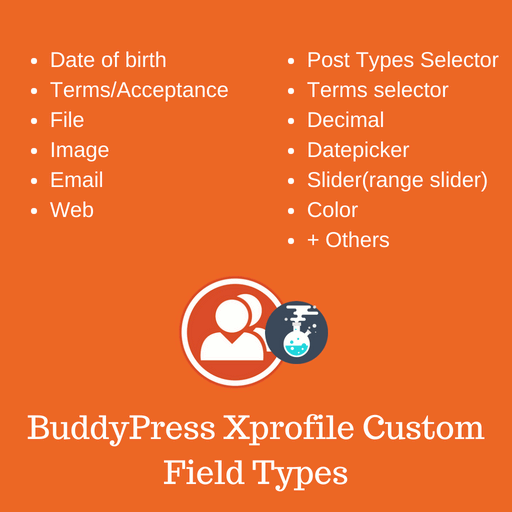 Date of birth
Terms/Acceptance
File
Image
Email
Web
Post Types Selector
Terms selector
Decimal
Datepicker
Slider(range slider)
Color
+ Others
BuddyPress Xprofile Custom
Field Types